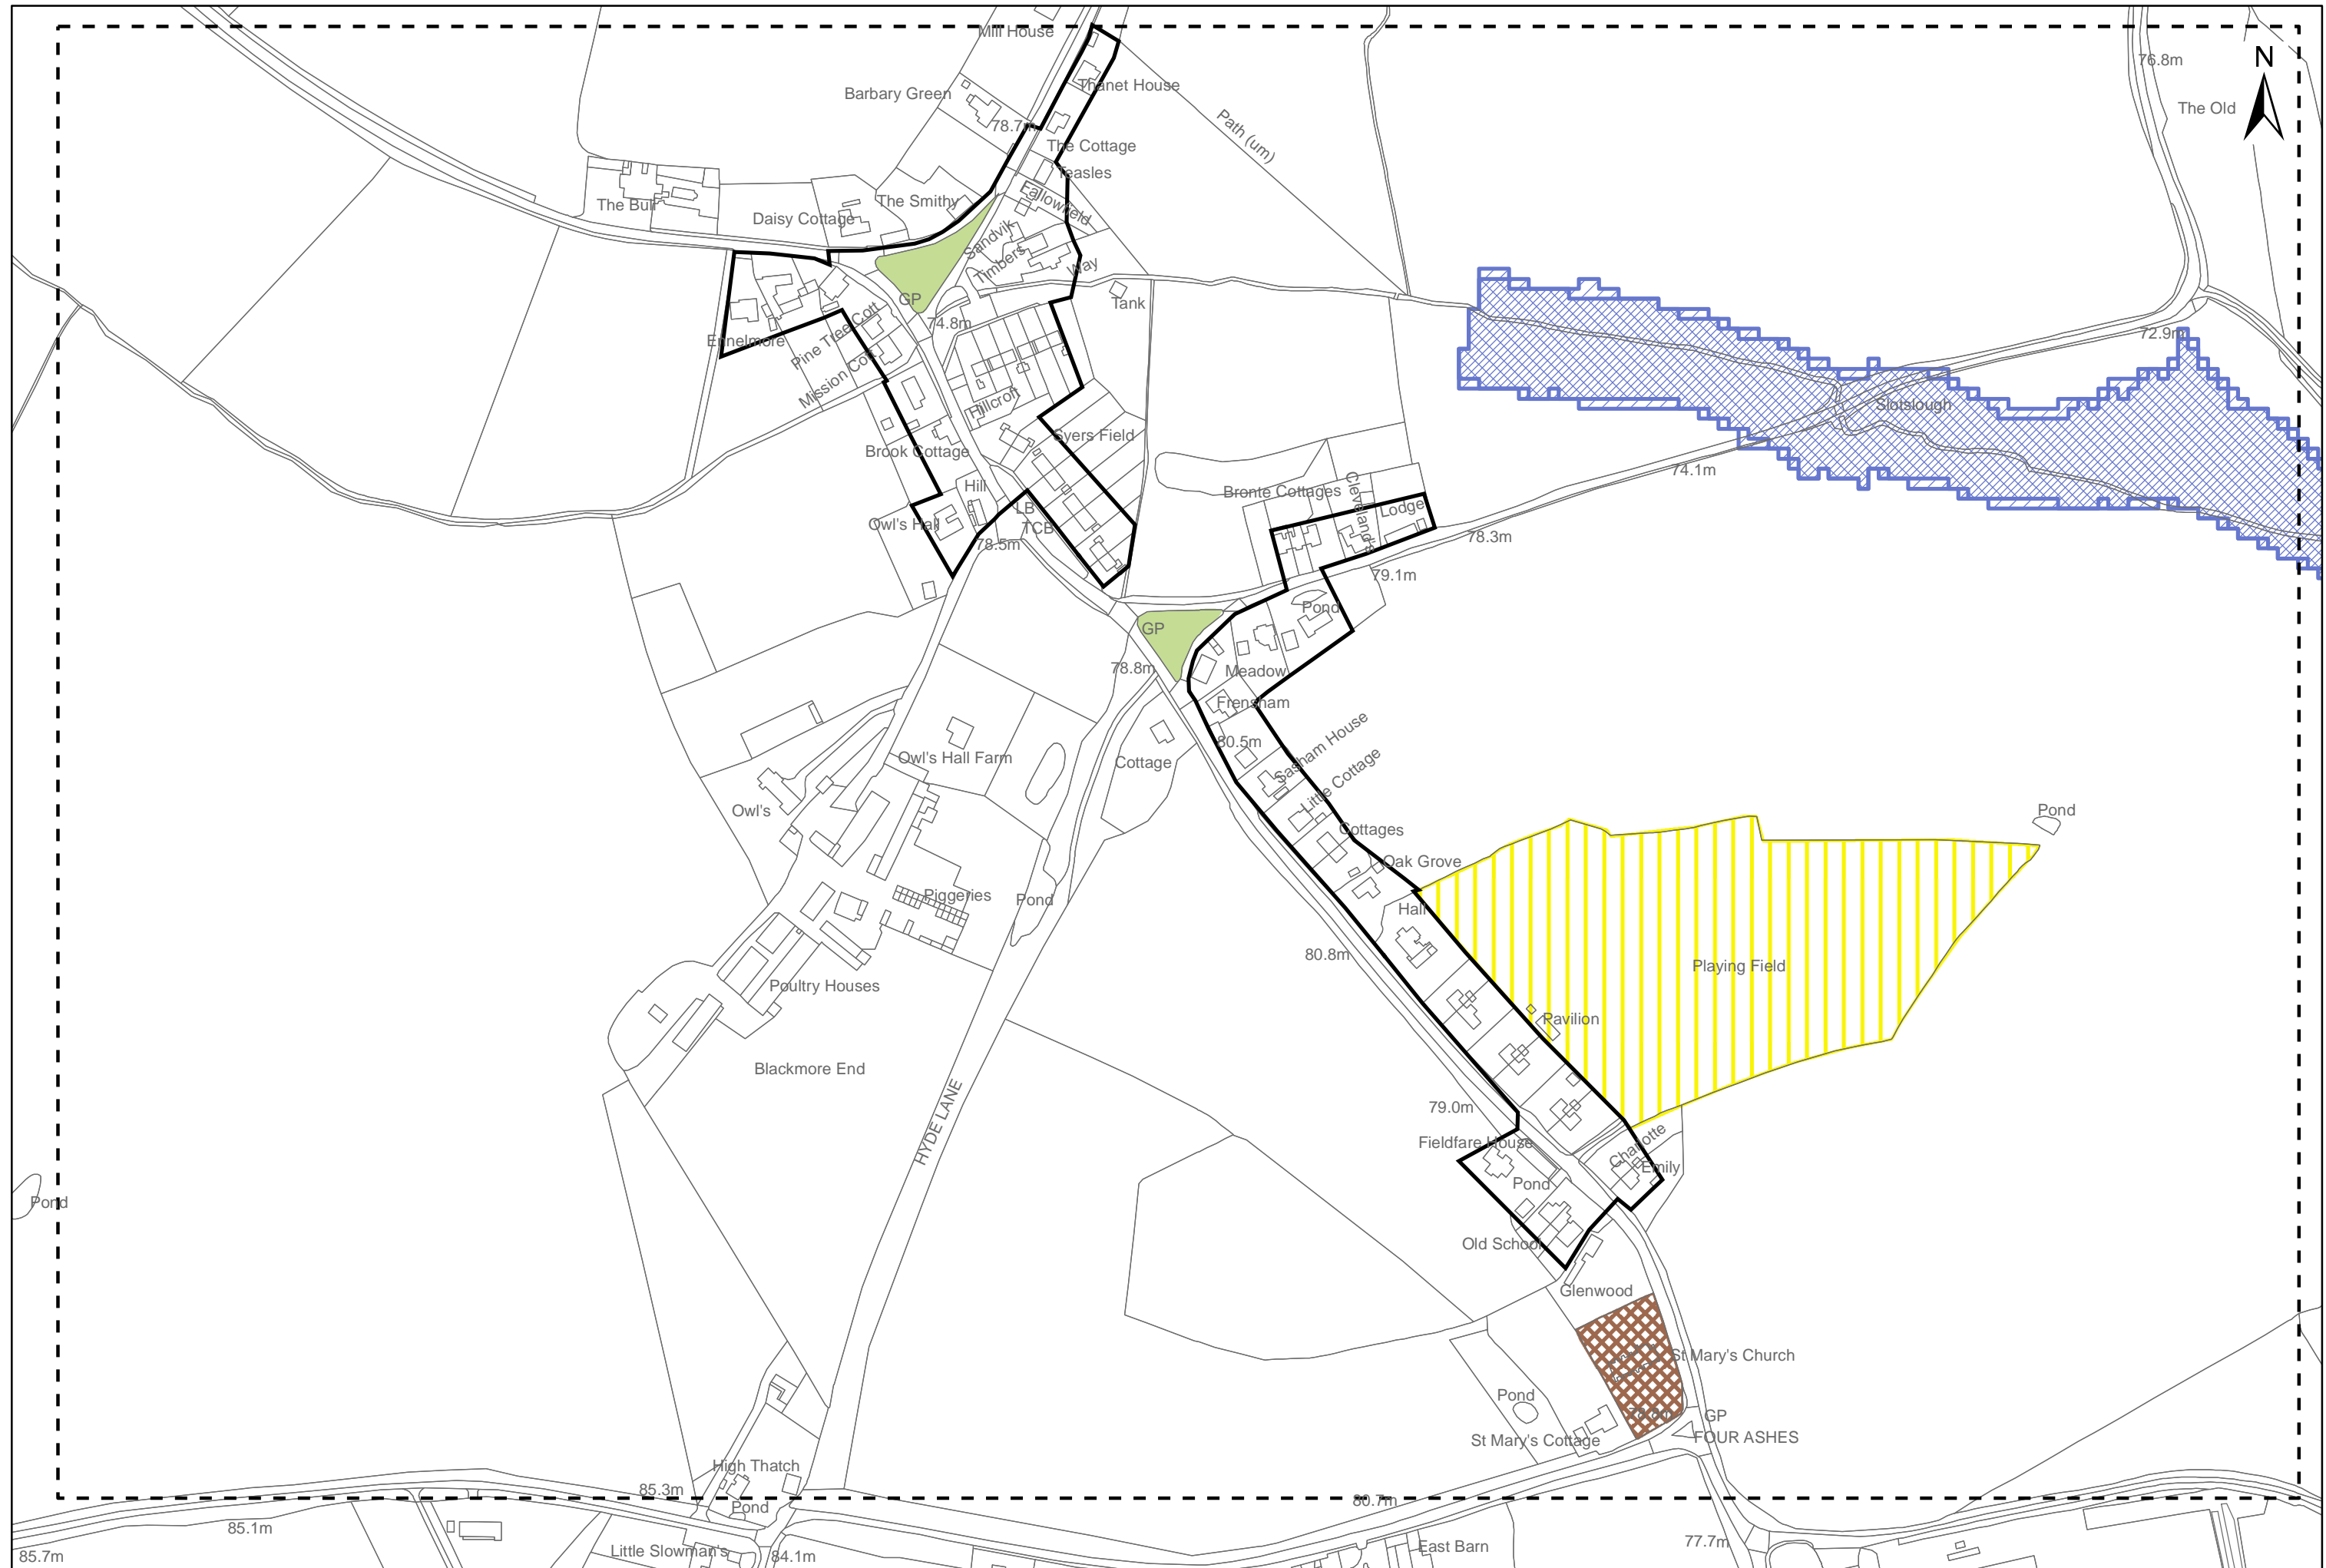 Mill House
N
76.8m
Thanet House
Barbary Green
The Old
78.7m
Path (um)
The Cottage
Teasles
Fallowfield
The Bull
The Smithy
Daisy Cottage
Sandvik
Timbers
Way
GP
Tank
74.8m
72.9m
Ennelmore
Pine Tree Cott
Mission Cott
Hillcroft
Slotslough
Syers Field
Brook Cottage
74.1m
Hill
Bronte Cottages
Cleveland's
Lodge
LB
TCB
Owl's Hall
78.5m
78.3m
79.1m
Pond
GP
78.8m
Meadow
Frensham
80.5m
Sasham House
Owl's Hall Farm
Cottage
Little Cottage
Owl's
Pond
Cottages
Oak Grove
Piggeries
Pond
Hall
80.8m
Playing Field
Poultry Houses
Pavilion
Blackmore End
79.0m
HYDE LANE
Fieldfare House
Charlotte
Emily
Pond
Pond
Old School
Glenwood
St Mary's Church
Pond
78.8m
GP
FOUR ASHES
St Mary's Cottage
High Thatch
85.3m
Pond
80.7m
85.1m
77.7m
East Barn
85.7m
Little Slowman's
84.1m